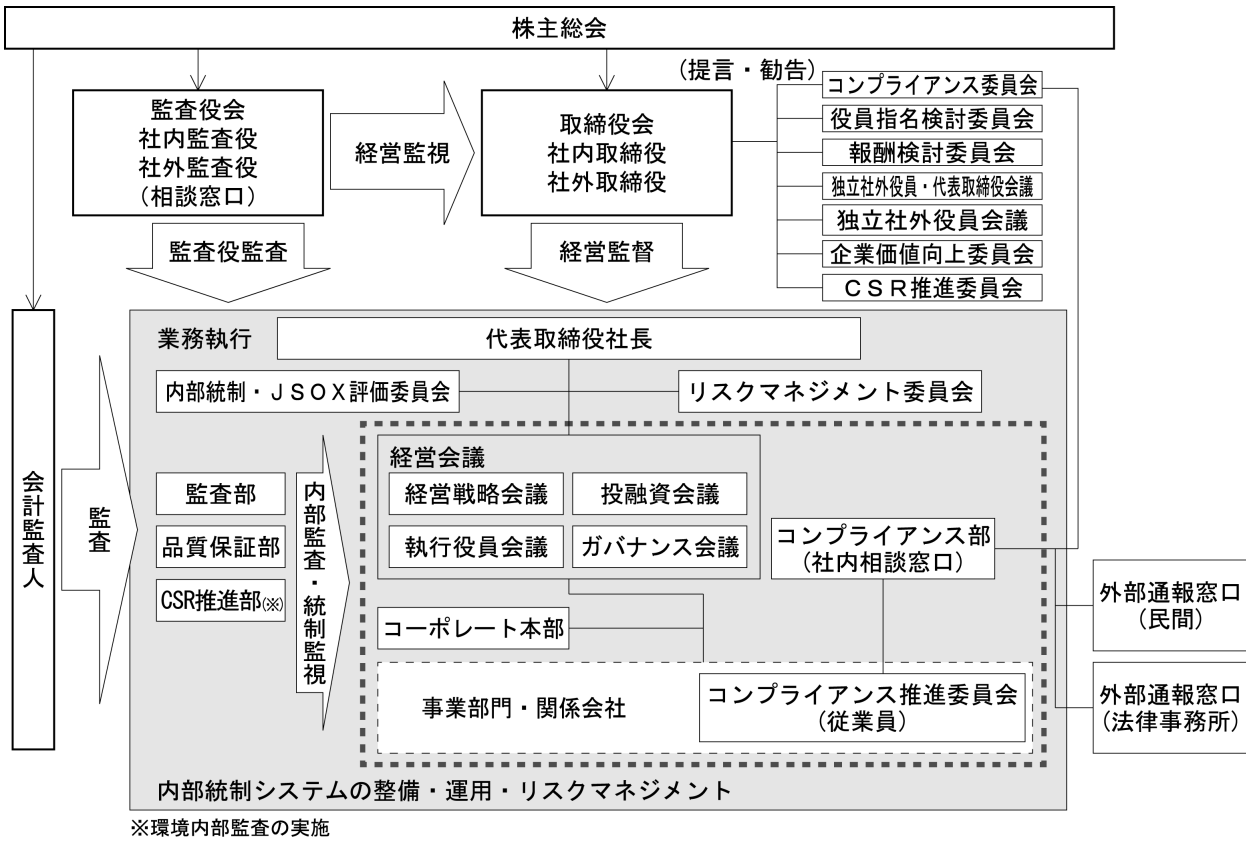 株主総会
(提言・勧告)
監査役会
社内監査役
社外監査役
(相談窓口)
経営監視
取締役会
社内取締役
社外取締役
コンプライアンス委員会
役員指名検討委員会
報酬検討委員会
独立社外役員・代表取締役会議
独立社外役員会議
企業価値向上委員会
CSR推進委員会
監査役監査
経営監督
業務執行
代表取締役社長
内部統制・JSOX評価委員会
リスクマネジメント委員会
会計監査人
監査
監査部
品質保証部
CSR推進部(※)
内部監査・統制監視
経営会議
経営戦略会議
投融資会議
執行役員会議
ガバナンス会議
コンプライアンス部
(社内相談窓口)
コーポレート本部
事業部門・関係会社
コンプライアンス推進委員会
(従業員)
外部通報窓口
(民間)
外部通報窓口
(法律事務所)
内部統制システムの整備・運用・リスクマネジメント
※環境内部監査の実施